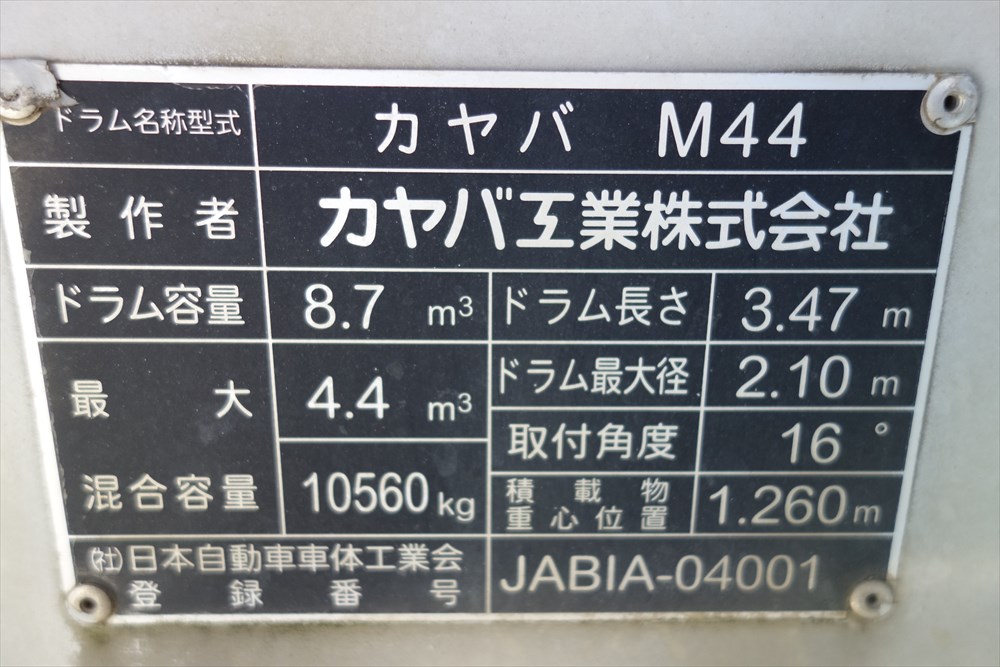 ドラム名称型式 カヤバ M44
製作者 カヤバ工業株式会社
ドラム容量 8.7 m³ ドラム長さ 3.47 m
最大 4.4 m³ ドラム最大径 2.10 m
取付角度 16°
混合容量 10560 kg 積載物 1.260 m
重心位置
(社)日本自動車車体工業会 JABIA-04001
登録番号